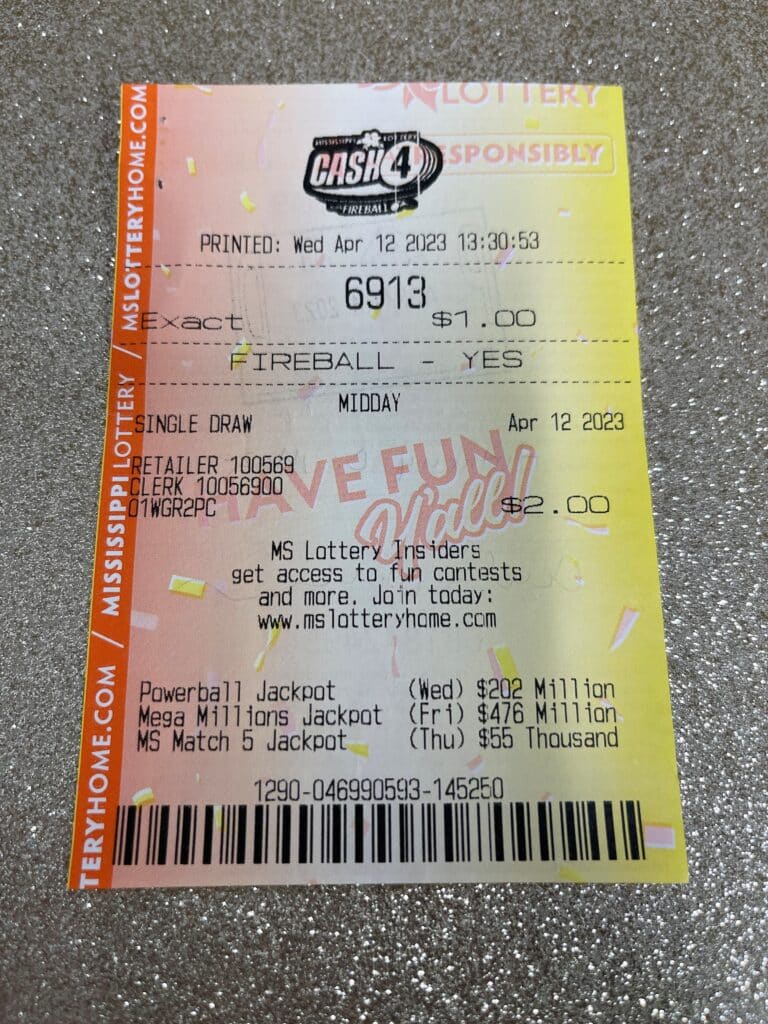 LOTTERY
RESPONSIBLY
MISSISSIPPI LOTTERY
CASH 4
FIREBALL
PRINTED: Wed Apr 12 2023 13:30:53
6913
Exact $1.00
FIREBALL - YES
MIDDAY
SINGLE DRAW Apr 12 2023
RETAILER 100569
CLERK 10056900
01WGR2PC $2.00
HAVE FUN
Y'all!
MS Lottery Insiders
get access to fun contests
and more. Join today:
www.mslotteryhome.com
Powerball Jackpot (Wed) $202 Million
Mega Millions Jackpot (Fri) $476 Million
MS Match 5 Jackpot (Thu) $55 Thousand
1290-046990593-145250
TERYHOME.COM / MISSISSIPPI LOTTERY / MSLOTTERYHOME.COM